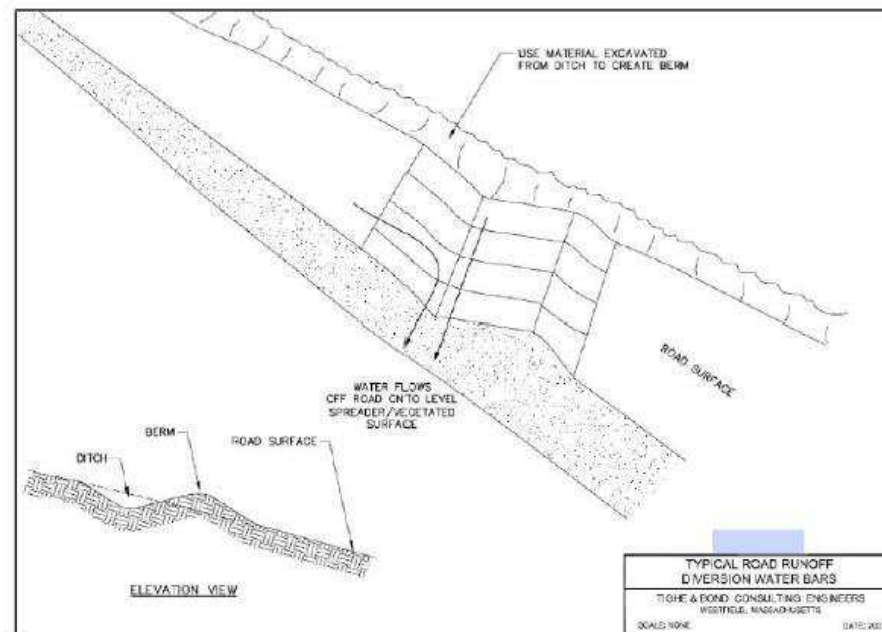 USE MATERIAL EXCAVATED
FROM DITCH TO CREATE BERM
ROAD SURFACE
WATER FLOWS
OFF ROAD ONTO LEVEL
SPREADER/VEGETATED
SURFACE
BERM
ROAD SURFACE
DITCH
ELEVATION VIEW
TYPICAL ROAD RUNOFF
DIVERSION WATER BARS
TIGHE & BOND CONSULTING ENGINEERS
WESTFIELD, MASSACHUSETTS
SCALE: NONE
DATE: